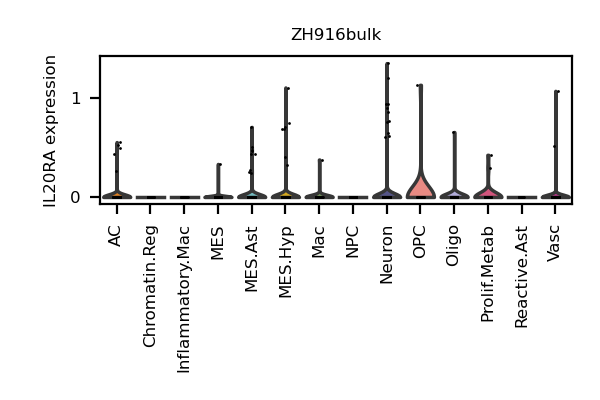 ZH916bulk
IL20RA expression
1
0
AC
Chromatin.Reg
Inflammatory.Mac
MES
MES.Ast
MES.Hyp
Mac
NPC
Neuron
OPC
Oligo
Prolif.Metab
Reactive.Ast
Vasc